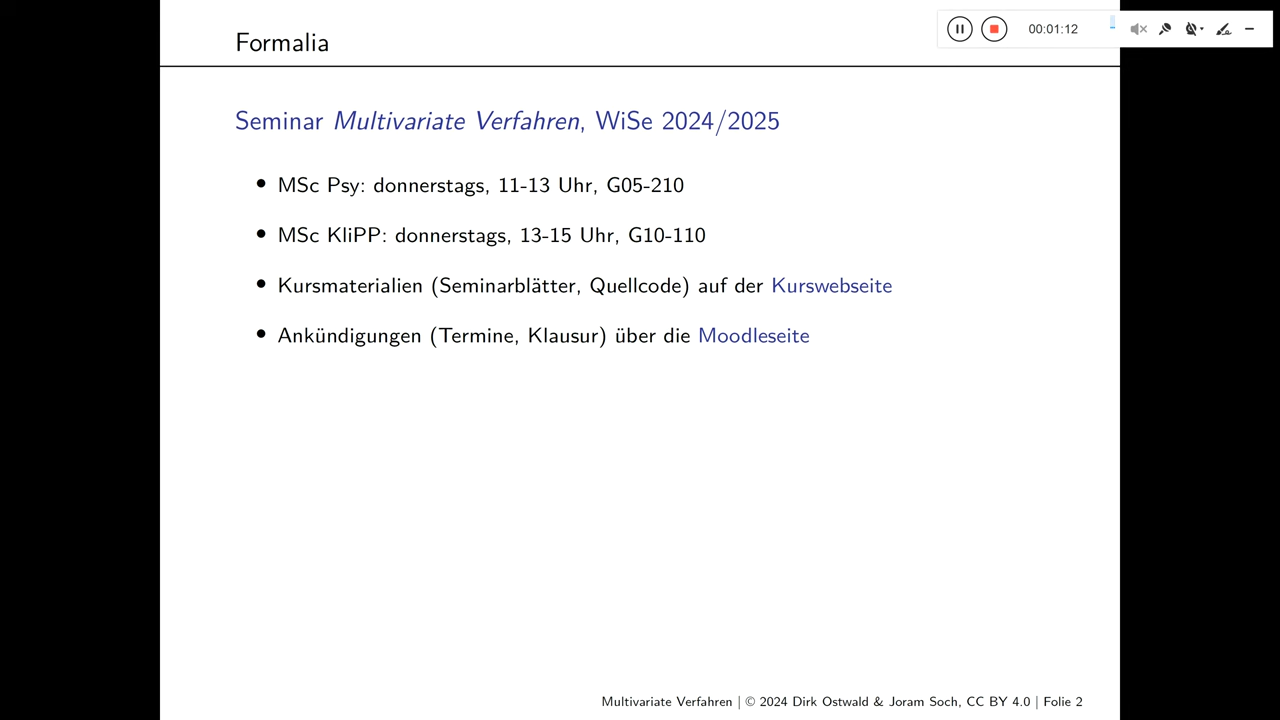 Formalia
00:01:12
Seminar Multivariate Verfahren, WiSe 2024/2025
• MSc Psy: donnerstags, 11-13 Uhr, G05-210
• MSc KliPP: donnerstags, 13-15 Uhr, G10-110
• Kursmaterialien (Seminarblätter, Quellcode) auf der Kurswebseite
• Ankündigungen (Termine, Klausur) über die Moodleseite
Multivariate Verfahren | © 2024 Dirk Ostwald & Joram Soch, CC BY 4.0 | Folie 2